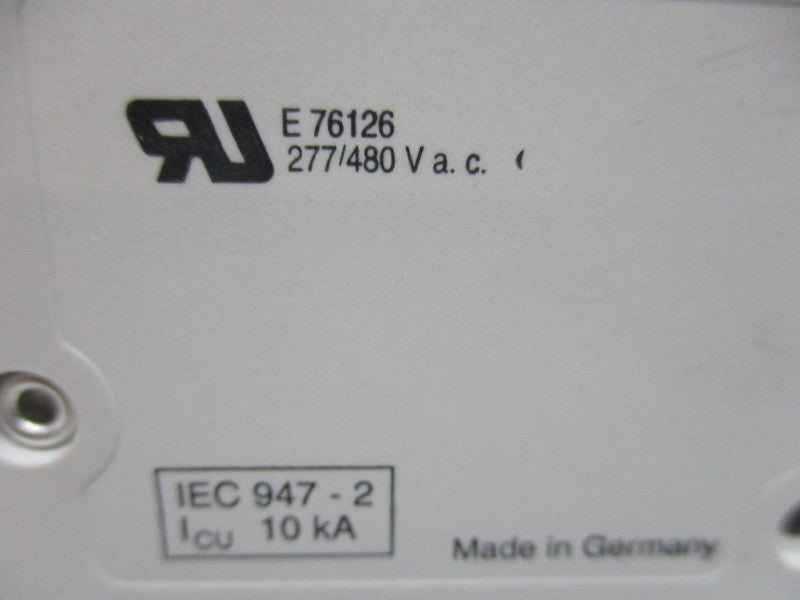 E 76126
277/480 V a. c.
IEC 947 - 2
Icu 10 kA
Made in Germany